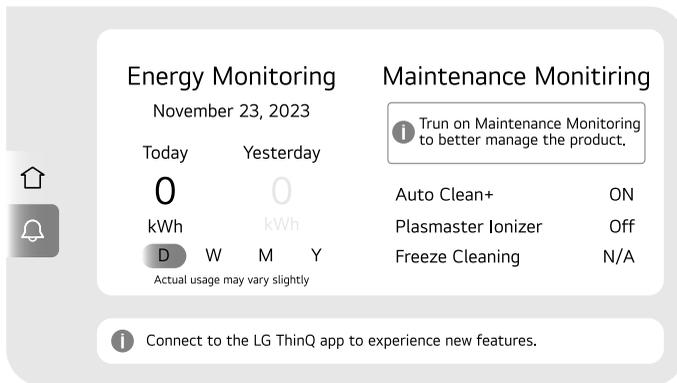 Energy Monitoring
November 23, 2023
Today Yesterday
0 0
kWh kWh
D W M Y
Actual usage may vary slightly
Maintenance Monitiring
i Trun on Maintenance Monitoring
to better manage the product.
Auto Clean+ ON
Plasmaster Ionizer Off
Freeze Cleaning N/A
i Connect to the LG ThinQ app to experience new features.